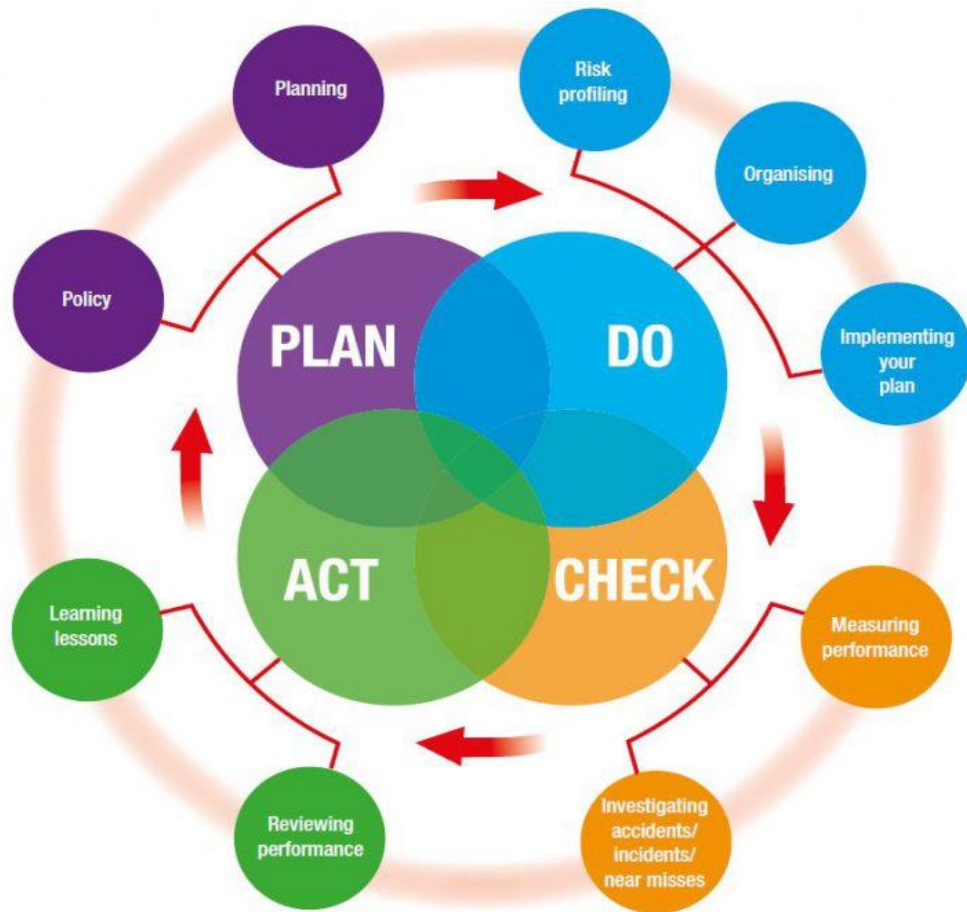 Planning
Risk
profiling
Organising
Policy
PLAN
DO
Implementing
your
plan
ACT
CHECK
Learning
lessons
Measuring
performance
Reviewing
performance
Investigating
accidents/
incidents/
near misses